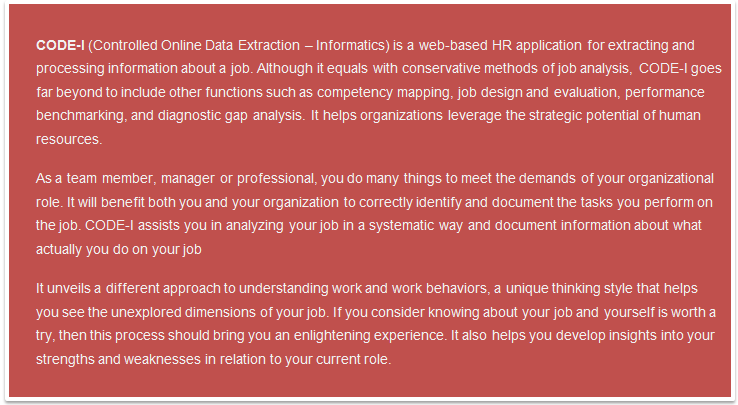 CODE-I (Controlled Online Data Extraction – Informatics) is a web-based HR application for extracting and
processing information about a job. Although it equals with conservative methods of job analysis, CODE-I goes
far beyond to include other functions such as competency mapping, job design and evaluation, performance
benchmarking, and diagnostic gap analysis. It helps organizations leverage the strategic potential of human
resources.
As a team member, manager or professional, you do many things to meet the demands of your organizational
role. It will benefit both you and your organization to correctly identify and document the tasks you perform on
the job. CODE-I assists you in analyzing your job in a systematic way and document information about what
actually you do on your job
It unveils a different approach to understanding work and work behaviors, a unique thinking style that helps
you see the unexplored dimensions of your job. If you consider knowing about your job and yourself is worth a
try, then this process should bring you an enlightening experience. It also helps you develop insights into your
strengths and weaknesses in relation to your current role.